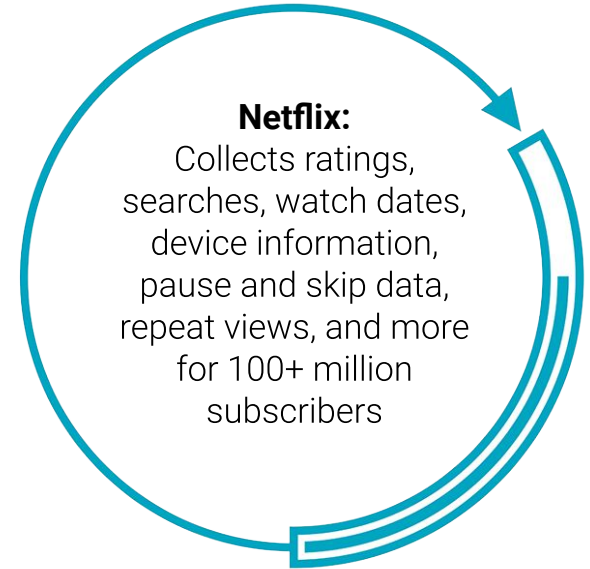 Netflix:
Collects ratings,
searches, watch dates,
device information,
pause and skip data,
repeat views, and more
for 100+ million
subscribers